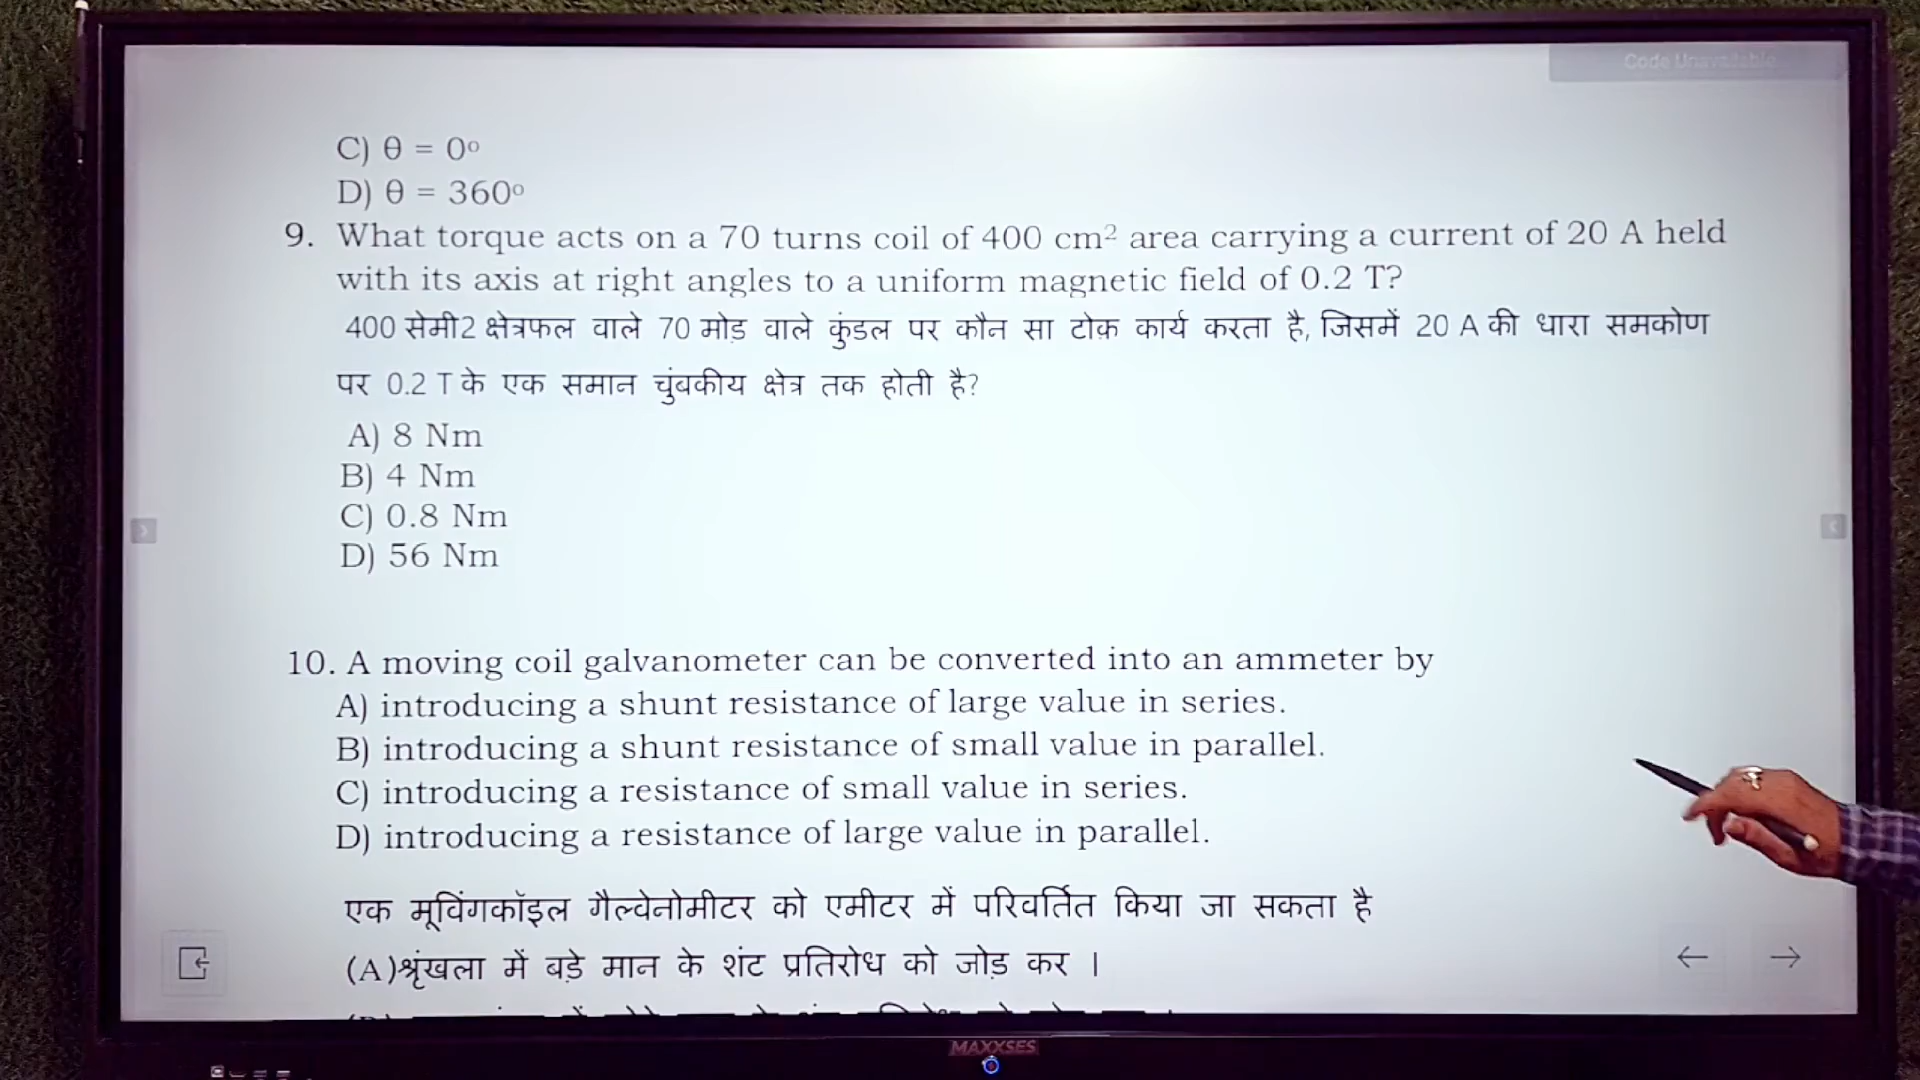 Code Unavailable
C) θ = 0º
D) θ = 360º
9. What torque acts on a 70 turns coil of 400 cm² area carrying a current of 20 A held
with its axis at right angles to a uniform magnetic field of 0.2 T?
400 सेमी2 क्षेत्रफल वाले 70 मोड़ वाले कुंडल पर कौन सा टोक़ कार्य करता है, जिसमें 20 A की धारा समकोण
पर 0.2 T के एक समान चुंबकीय क्षेत्र तक होती है?
A) 8 Nm
B) 4 Nm
C) 0.8 Nm
D) 56 Nm
10. A moving coil galvanometer can be converted into an ammeter by
A) introducing a shunt resistance of large value in series.
B) introducing a shunt resistance of small value in parallel.
C) introducing a resistance of small value in series.
D) introducing a resistance of large value in parallel.
एक मूविंगकॉइल गैल्वेनोमीटर को एमीटर में परिवर्तित किया जा सकता है
(A)श्रृंखला में बड़े मान के शंट प्रतिरोध को जोड़ कर |
MAXXSES